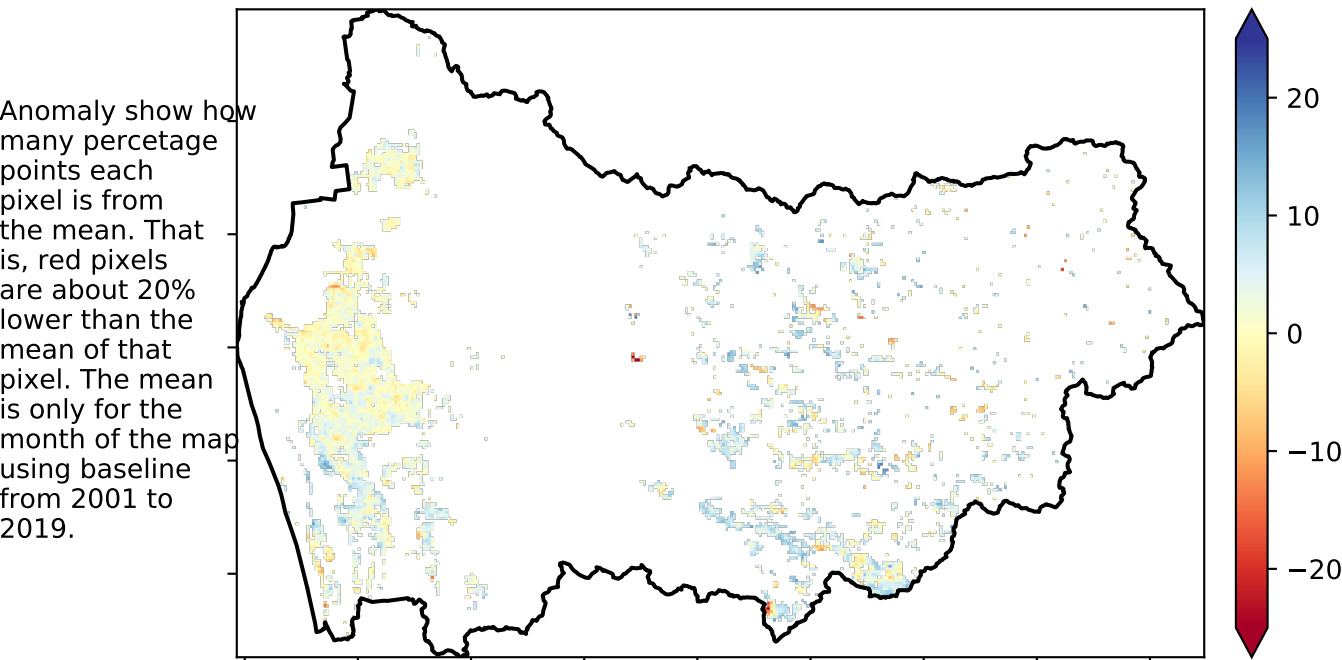 Anomaly show how
many percetage
points each
pixel is from
the mean. That
is, red pixels
are about 20%
lower than the
mean of that
pixel. The mean
is only for the
month of the map
using baseline
from 2001 to
2019.
20
10
0
−10
−20